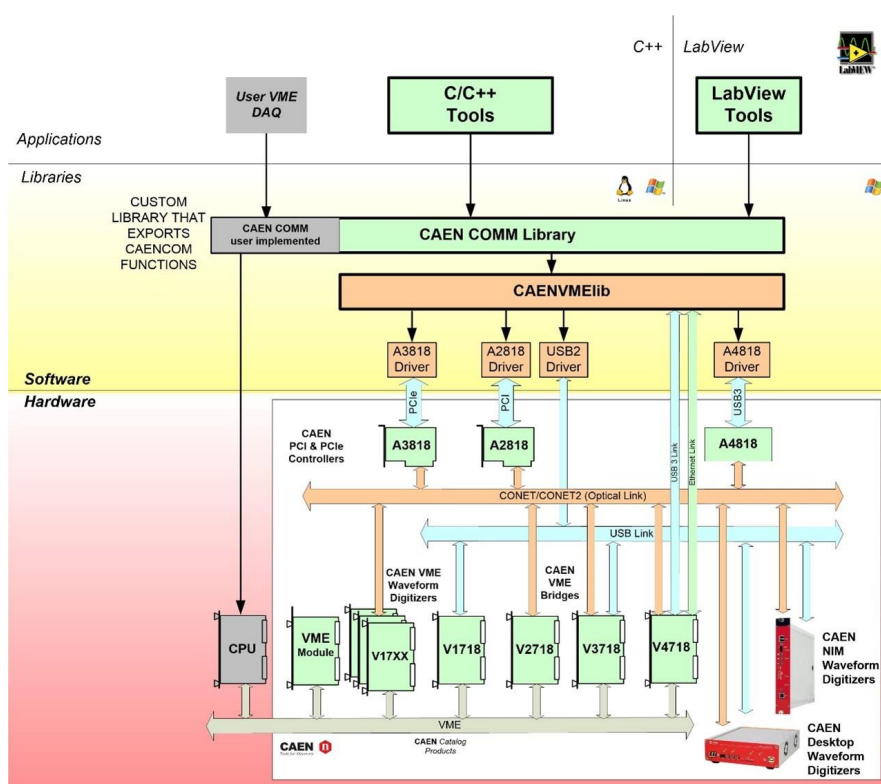 C++
LabView
LabVIEW
User VME
DAQ
C/C++
Tools
LabView
Tools
Applications
Libraries
Linux
CUSTOM
LIBRARY THAT
EXPORTS
CAENCOM
FUNCTIONS
CAEN COMM
user implemented
CAEN COMM Library
CAENVMElib
A3818
Driver
A2818
Driver
USB2
Driver
A4818
Driver
Software
Hardware
PCIe
PCI
USB3
CAEN
PCI & PCIe
Controllers
A3818
A2818
A4818
USB 3 Link
Ethernet Link
CONET/CONET2 (Optical Link)
USB Link
CAEN VME
Waveform
Digitizers
CAEN
VME
Bridges
CPU
VME
Module
V17XX
V1718
V2718
V3718
V4718
CAEN
NIM
Waveform
Digitizers
VME
CAEN
CAEN Catalog
Products
CAEN
Desktop
Waveform
Digitizers